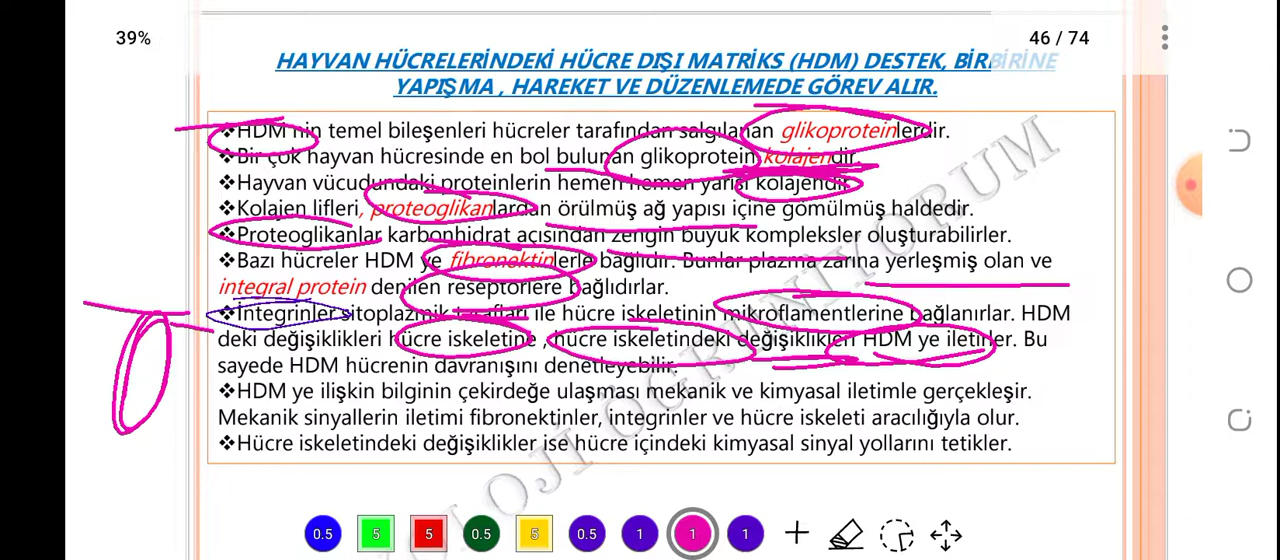 39%
46 / 74
HAYVAN HÜCRELERİNDEKİ HÜCRE DIŞI MATRİKS (HDM) DESTEK, BİRBİRİNE
YAPIŞMA , HAREKET VE DÜZENLEMEDE GÖREV ALIR.
❖HDM'nin temel bileşenleri hücreler tarafından salgılanan glikoproteinlerdir.
❖Bir çok hayvan hücresinde en bol bulunan glikoprotein kolajendir.
❖Hayvan vücudundaki proteinlerin hemen hemen yarısı kolajendir
❖Kolajen lifleri, proteoglikanlardan örülmüş ağ yapısı içine gömülmüş haldedir.
❖Proteoglikanlar karbonhidrat açısından zengin büyük kompleksler oluşturabilirler.
❖Bazı hücreler HDM ye fibronektinlerle bağlıdır. Bunlar plazma zarına yerleşmiş olan ve
integral protein denilen reseptörlere bağlıdırlar.
❖İntegrinler sitoplazmik tarafları ile hücre iskeletinin mikroflamentlerine bağlanırlar. HDM
deki değişiklikleri hücre iskeletine , hücre iskeletindeki değişiklikleri HDM ye iletirler. Bu
sayede HDM hücrenin davranışını denetleyebilir.
❖HDM ye ilişkin bilginin çekirdeğe ulaşması mekanik ve kimyasal iletimle gerçekleşir.
Mekanik sinyallerin iletimi fibronektinler, integrinler ve hücre iskeleti aracılığıyla olur.
❖Hücre iskeletindeki değişiklikler ise hücre içindeki kimyasal sinyal yollarını tetikler.
BİYOLOJİ ÖĞRENİYORUM
0.5 5 5 0.5 5 0.5 1 1 1